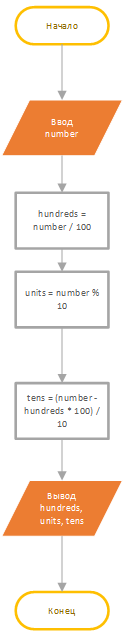 Начало
Ввод
number
hundreds =
number / 100
units = number %
10
tens = (number -
hundreds * 100) /
10
Вывод
hundreds,
units, tens
Конец